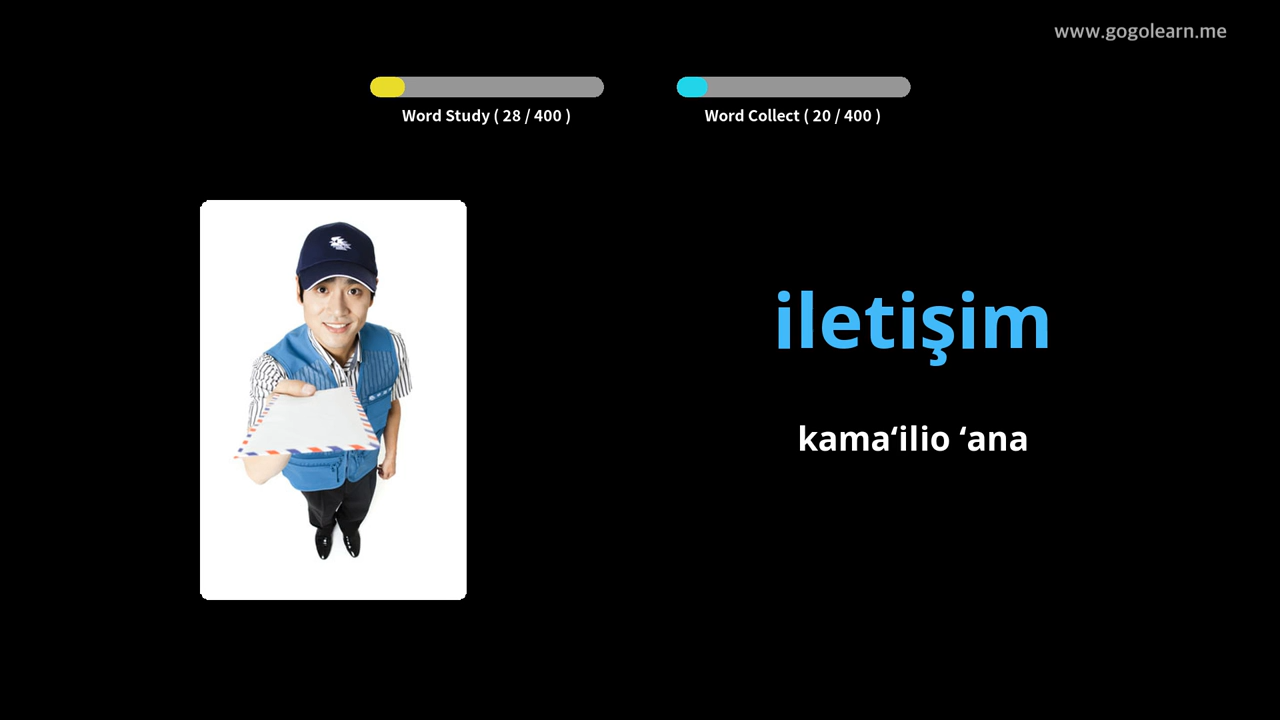 www.gogolearn.me
Word Study ( 28 / 400 )
Word Collect ( 20 / 400 )
iletişim
kamaʻilio ʻana